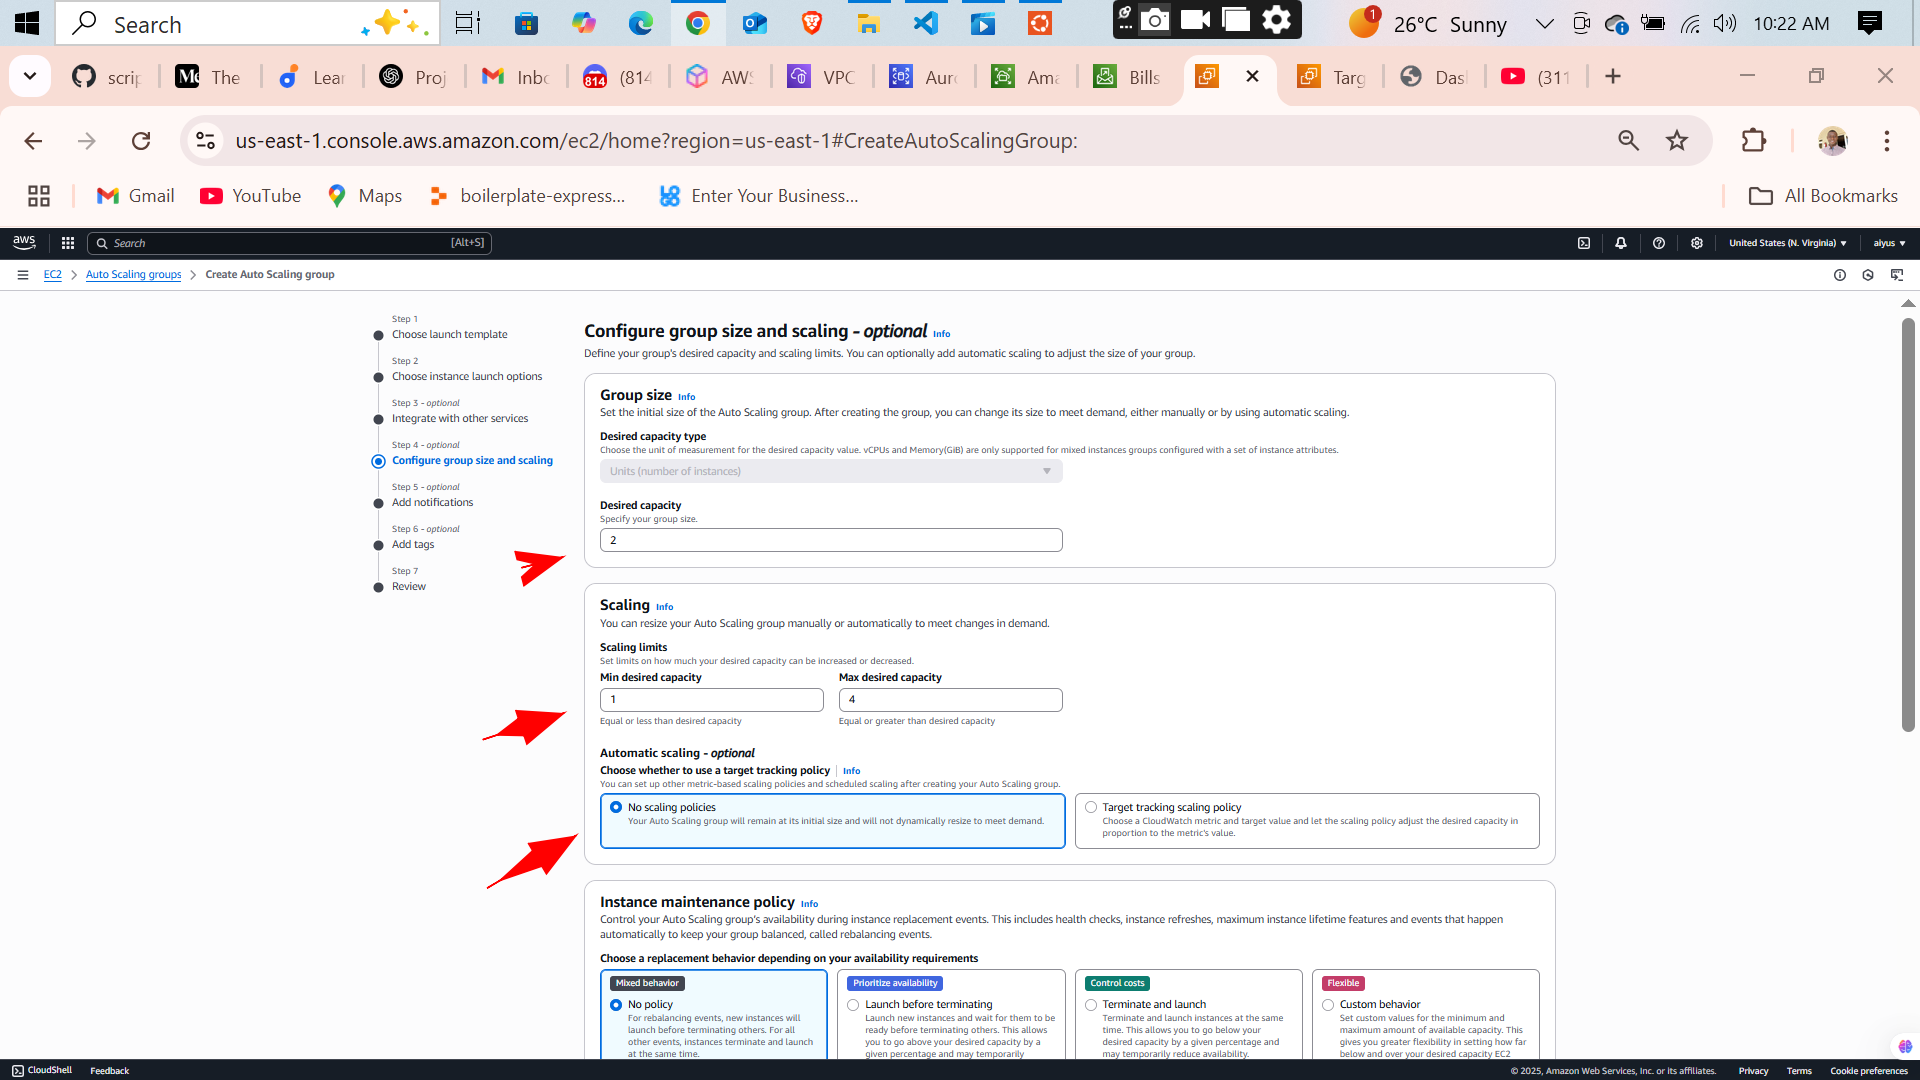 Search
26°C Sunny
1
10:22 AM
scrip
The
Lear
Proj
Inbo
814
(814
AWS
VPC
Auro
Ama
Bills
Targ
Das
(311
us-east-1.console.aws.amazon.com/ec2/home?region=us-east-1#CreateAutoScalingGroup:
Gmail
YouTube
Maps
boilerplate-express...
Enter Your Business...
All Bookmarks
aws
Search
[Alt+S]
United States (N. Virginia)
aiyus
EC2
Auto Scaling groups
Create Auto Scaling group
Step 1
Choose launch template
Step 2
Choose instance launch options
Step 3 - optional
Integrate with other services
Step 4 - optional
Configure group size and scaling
Step 5 - optional
Add notifications
Step 6 - optional
Add tags
Step 7
Review
Configure group size and scaling - optional Info
Define your group's desired capacity and scaling limits. You can optionally add automatic scaling to adjust the size of your group.
Group size Info
Set the initial size of the Auto Scaling group. After creating the group, you can change its size to meet demand, either manually or by using automatic scaling.
Desired capacity type
Choose the unit of measurement for the desired capacity value. vCPUs and Memory(GiB) are only supported for mixed instances groups configured with a set of instance attributes.
Units (number of instances)
Desired capacity
Specify your group size.
2
Scaling Info
You can resize your Auto Scaling group manually or automatically to meet changes in demand.
Scaling limits
Set limits on how much your desired capacity can be increased or decreased.
Min desired capacity
1
Equal or less than desired capacity
Max desired capacity
4
Equal or greater than desired capacity
Automatic scaling - optional
Choose whether to use a target tracking policy Info
You can set up other metric-based scaling policies and scheduled scaling after creating your Auto Scaling group.
No scaling policies
Your Auto Scaling group will remain at its initial size and will not dynamically resize to meet demand.
Target tracking scaling policy
Choose a CloudWatch metric and target value and let the scaling policy adjust the desired capacity in
proportion to the metric's value.
Instance maintenance policy Info
Control your Auto Scaling group's availability during instance replacement events. This includes health checks, instance refreshes, maximum instance lifetime features and events that happen
automatically to keep your group balanced, called rebalancing events.
Choose a replacement behavior depending on your availability requirements
Mixed behavior
No policy
For rebalancing events, new instances will
launch before terminating others. For all
other events, instances terminate and launch
at the same time.
Prioritize availability
Launch before terminating
Launch new instances and wait for them to be
ready before terminating others. This allows
you to go above your desired capacity by a
given percentage and may temporarily
Control costs
Terminate and launch
Terminate and launch instances at the same
time. This allows you to go below your
desired capacity by a given percentage and
may temporarily reduce availability.
Flexible
Custom behavior
Set custom values for the minimum and
maximum amount of available capacity. This
gives you greater flexibility in setting how far
below and over your desired capacity EC2
CloudShell
Feedback
© 2025, Amazon Web Services, Inc. or its affiliates.
Privacy
Terms
Cookie preferences